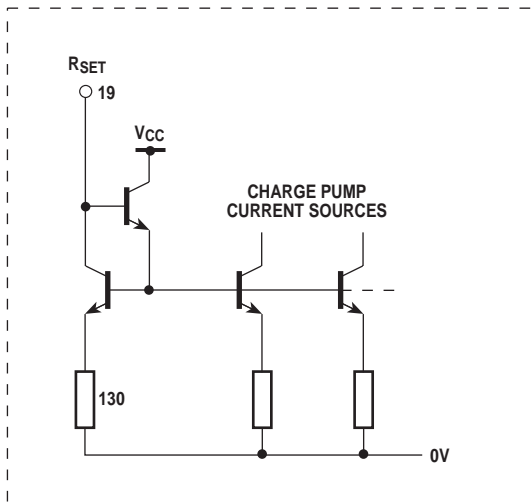 RSET
19
VCC
CHARGE PUMP
CURRENT SOURCES
130
0V